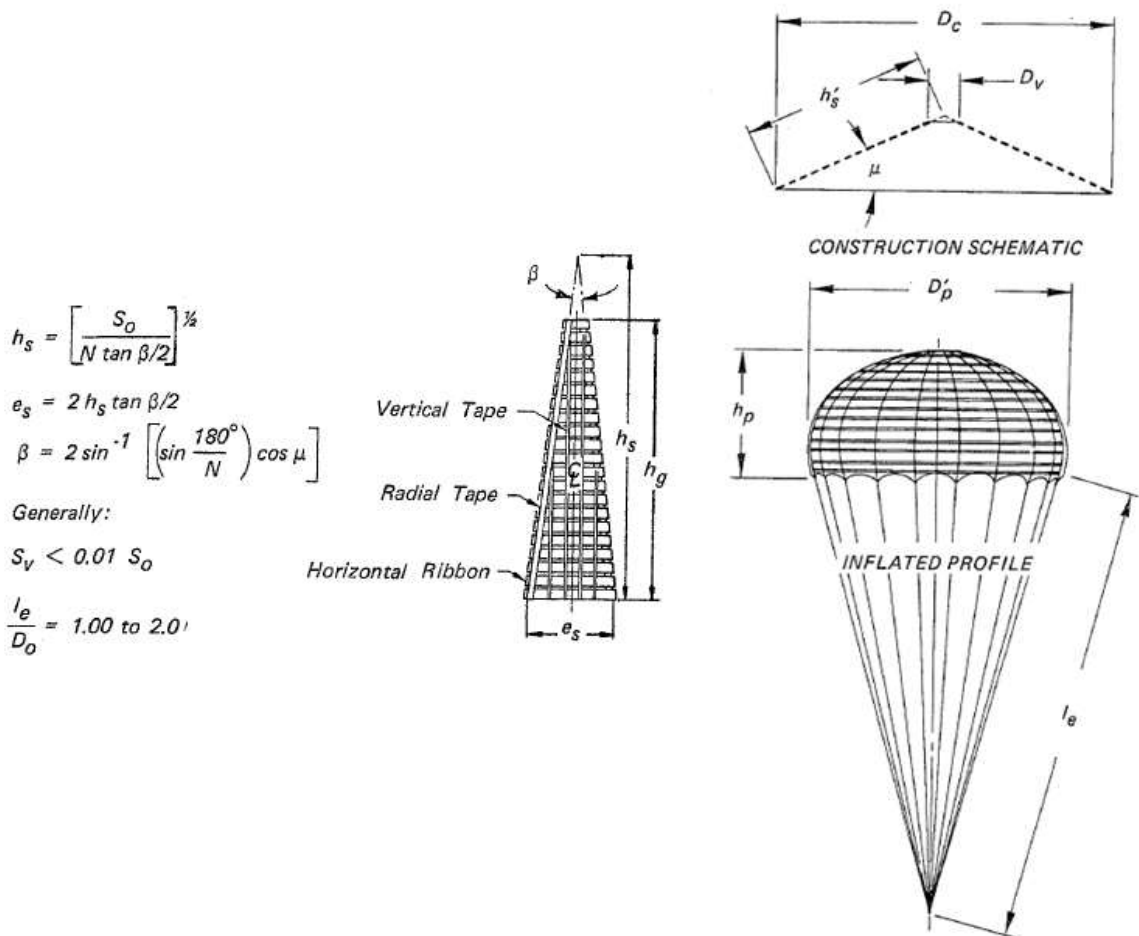 h_s = [S_o / (N tan β/2)]^½
e_s = 2 h_s tan β/2
β = 2 sin⁻¹ [(sin 180°/N) cos μ]
Generally:
S_v < 0.01 S_o
l_e/D_o = 1.00 to 2.0
β
Vertical Tape
Radial Tape
Horizontal Ribbon
℄
h_s
h_g
e_s
D_c
D_v
h'_s
μ
CONSTRUCTION SCHEMATIC
D'_p
h_p
INFLATED PROFILE
l_e